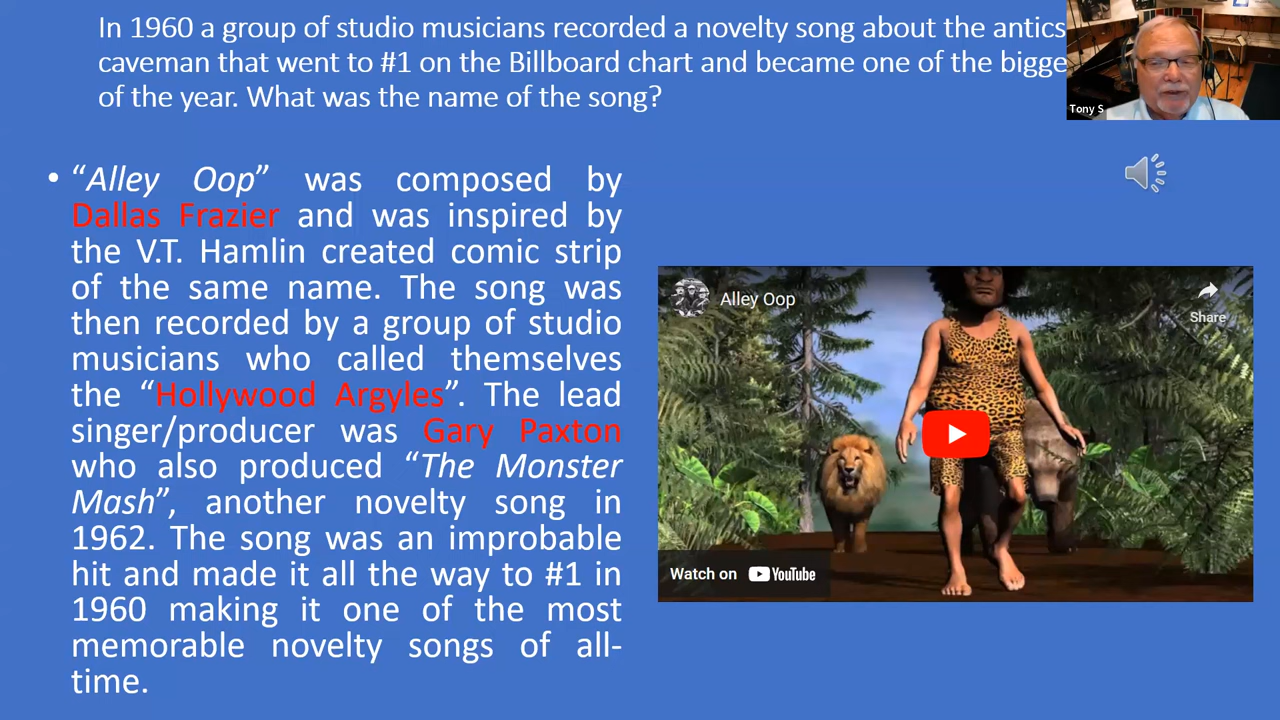 In 1960 a group of studio musicians recorded a novelty song about the antics
caveman that went to #1 on the Billboard chart and became one of the
of the year. What was the name of the song?
Tony S
• “Alley Oop” was composed by
Dallas Frazier and was inspired by
the V.T. Hamlin created comic strip
of the same name. The song was
then recorded by a group of studio
musicians who called themselves
the “Hollywood Argyles”. The lead
singer/producer was Gary Paxton
who also produced “The Monster
Mash”, another novelty song in
1962. The song was an improbable
hit and made it all the way to #1 in
1960 making it one of the most
memorable novelty songs of all-
time.
Alley Oop
Share
Watch on YouTube